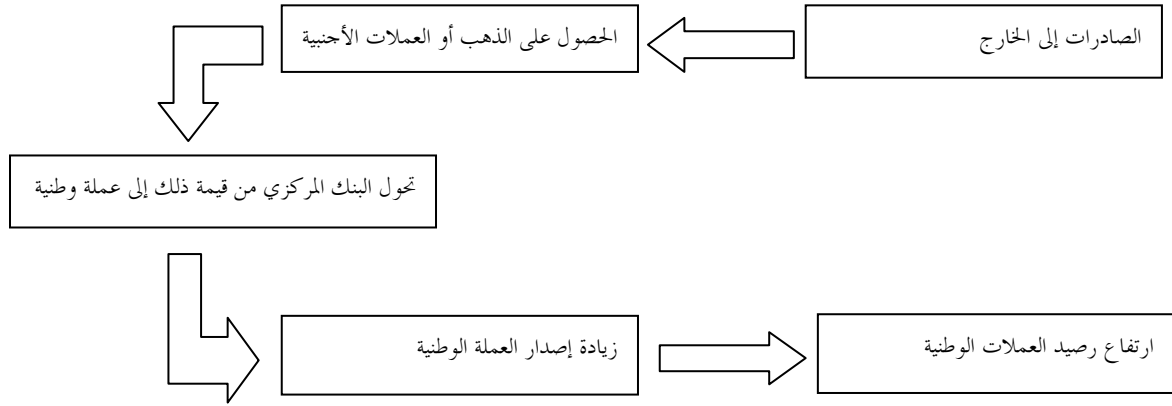 الصادرات إلى الخارج
الحصول على الذهب أو العملات الأجنبية
تحول البنك المركزي من قيمة ذلك إلى عملة وطنية
زيادة إصدار العملة الوطنية
ارتفاع رصيد العملات الوطنية